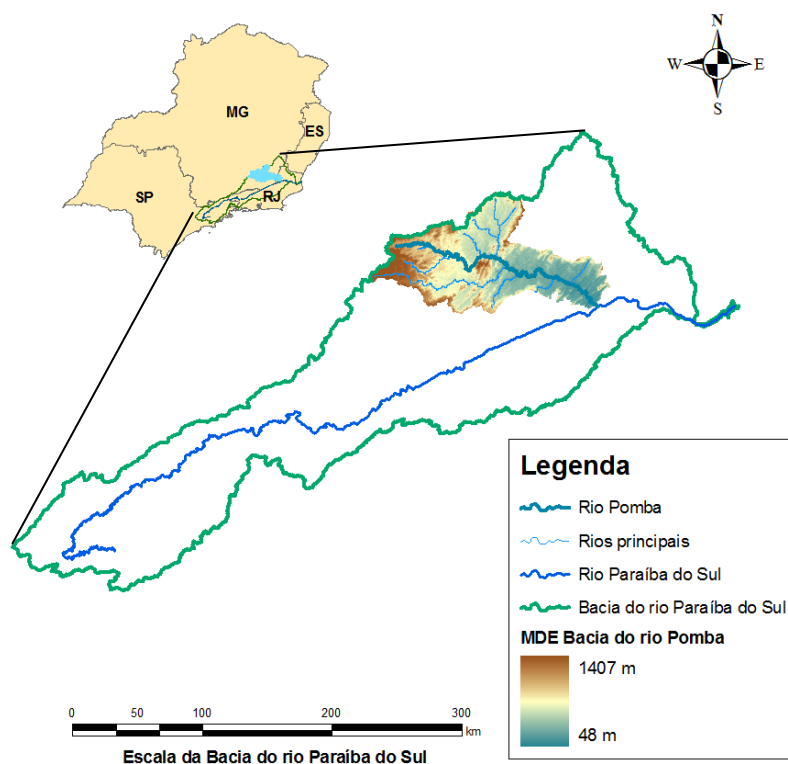 N
W E
S
MG
ES
SP
RJ
Legenda
Rio Pomba
Rios principais
Rio Paraíba do Sul
Bacia do rio Paraíba do Sul
MDE Bacia do rio Pomba
1407 m
48 m
0 50 100 200 300
km
Escala da Bacia do rio Paraíba do Sul